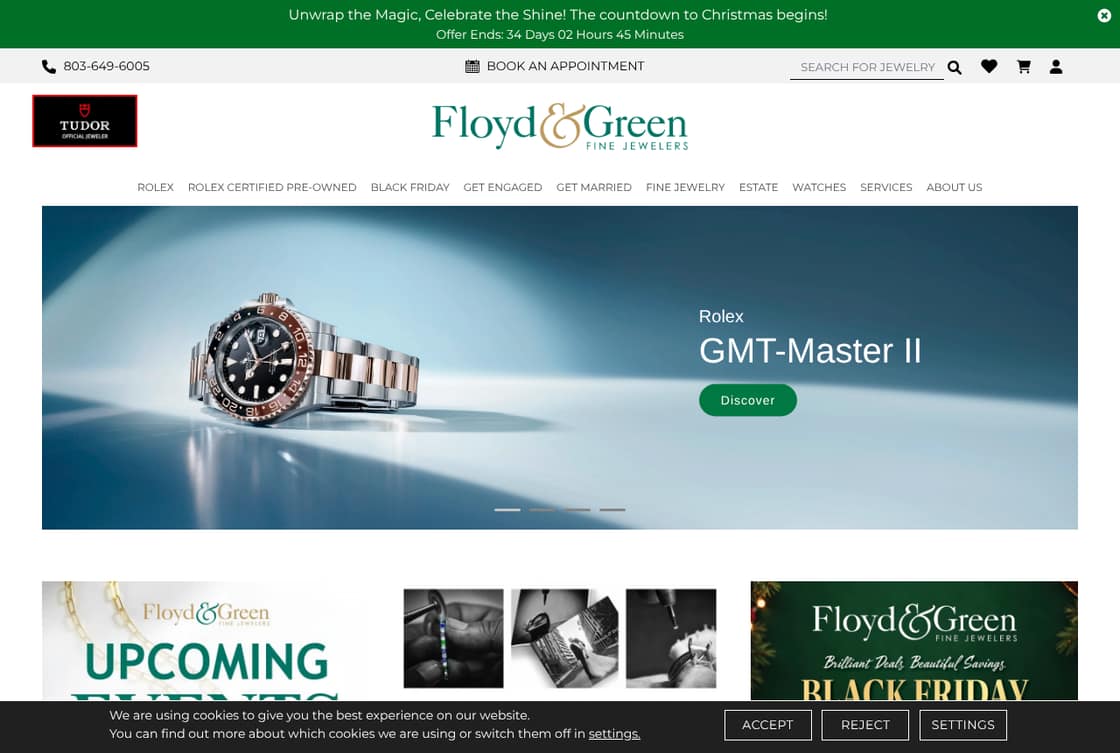 Unwrap the Magic, Celebrate the Shine! The countdown to Christmas begins!
Offer Ends: 34 Days 02 Hours 45 Minutes
803-649-6005
BOOK AN APPOINTMENT
SEARCH FOR JEWELRY
TUDOR
OFFICIAL JEWELER
Floyd&Green
FINE JEWELERS
ROLEX ROLEX CERTIFIED PRE-OWNED BLACK FRIDAY GET ENGAGED GET MARRIED FINE JEWELRY ESTATE WATCHES SERVICES ABOUT US
Rolex
GMT-Master II
Discover
Floyd&Green
FINE JEWELERS
UPCOMING
EVENTS
Floyd&Green
FINE JEWELERS
Brilliant Deals, Beautiful Savings.
BLACK FRIDAY
We are using cookies to give you the best experience on our website.
You can find out more about which cookies we are using or switch them off in settings.
ACCEPT
REJECT
SETTINGS